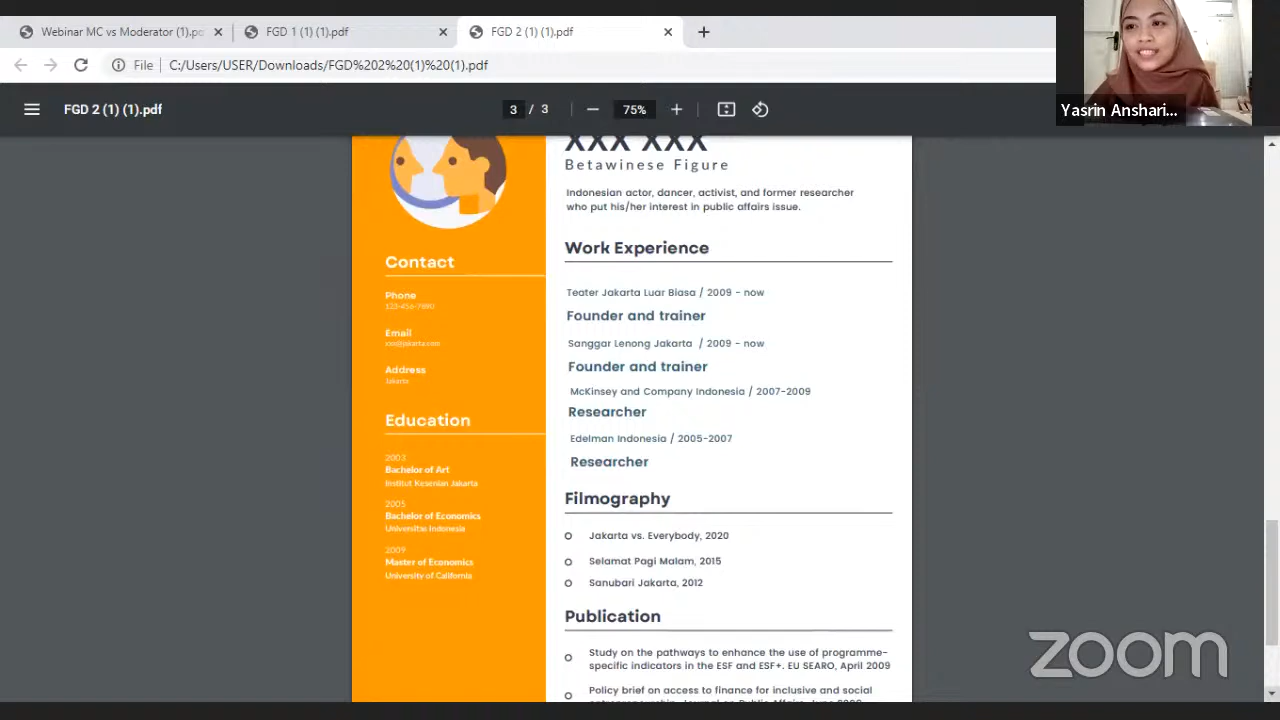 Webinar MC vs Moderator (1).pd
FGD 1 (1) (1).pdf
FGD 2 (1) (1).pdf
File
C:/Users/USER/Downloads/FGD%202%20(1)%20(1).pdf
FGD 2 (1) (1).pdf
3 / 3
75%
Yasrin Anshari...
XXX XXX
Betawinese Figure
Indonesian actor, dancer, activist, and former researcher
who put his/her interest in public affairs issue.
Contact
Phone
123-456-7890
Email
xxx@jakarta.com
Address
Jakarta
Education
2003
Bachelor of Art
Institut Kesenian Jakarta
2005
Bachelor of Economics
Universitas Indonesia
2009
Master of Economics
University of California
Work Experience
Teater Jakarta Luar Biasa / 2009 - now
Founder and trainer
Sanggar Lenong Jakarta / 2009 - now
Founder and trainer
McKinsey and Company Indonesia / 2007-2009
Researcher
Edelman Indonesia / 2005-2007
Researcher
Filmography
Jakarta vs. Everybody, 2020
Selamat Pagi Malam, 2015
Sanubari Jakarta, 2012
Publication
Study on the pathways to enhance the use of programme-
specific indicators in the ESF and ESF+. EU SEARO, April 2009
Policy brief on access to finance for inclusive and social
zoom